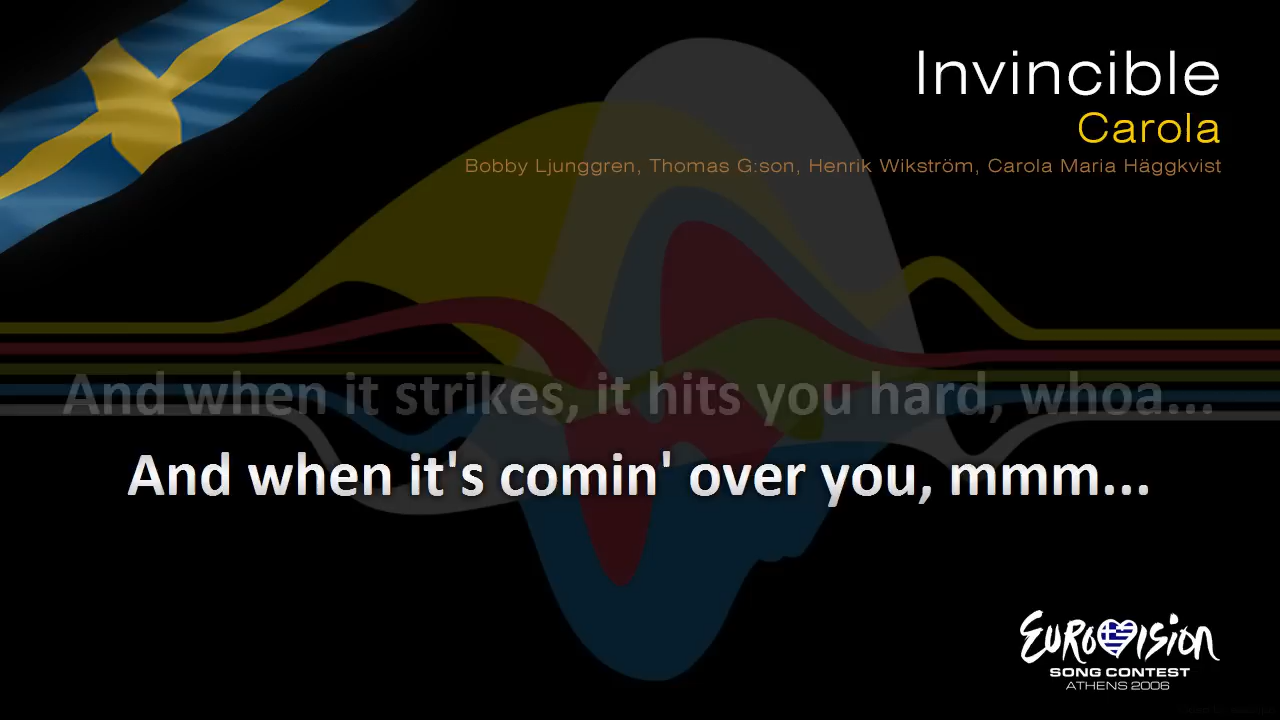 Invincible
Carola
Bobby Ljunggren, Thomas G:son, Henrik Wikström, Carola Maria Häggkvist
And when it strikes, it hits you hard, whoa...
And when it's comin' over you, mmm...
EUROVISION
SONG CONTEST
ATHENS 2006